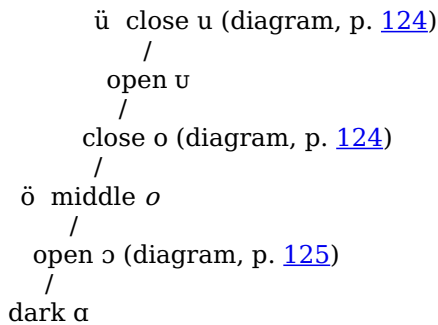 ü close u (diagram, p. 124)
/
open ᴜ
/
close o (diagram, p. 124)
/
ö middle o
/
open ɔ (diagram, p. 125)
/
dark ɑ